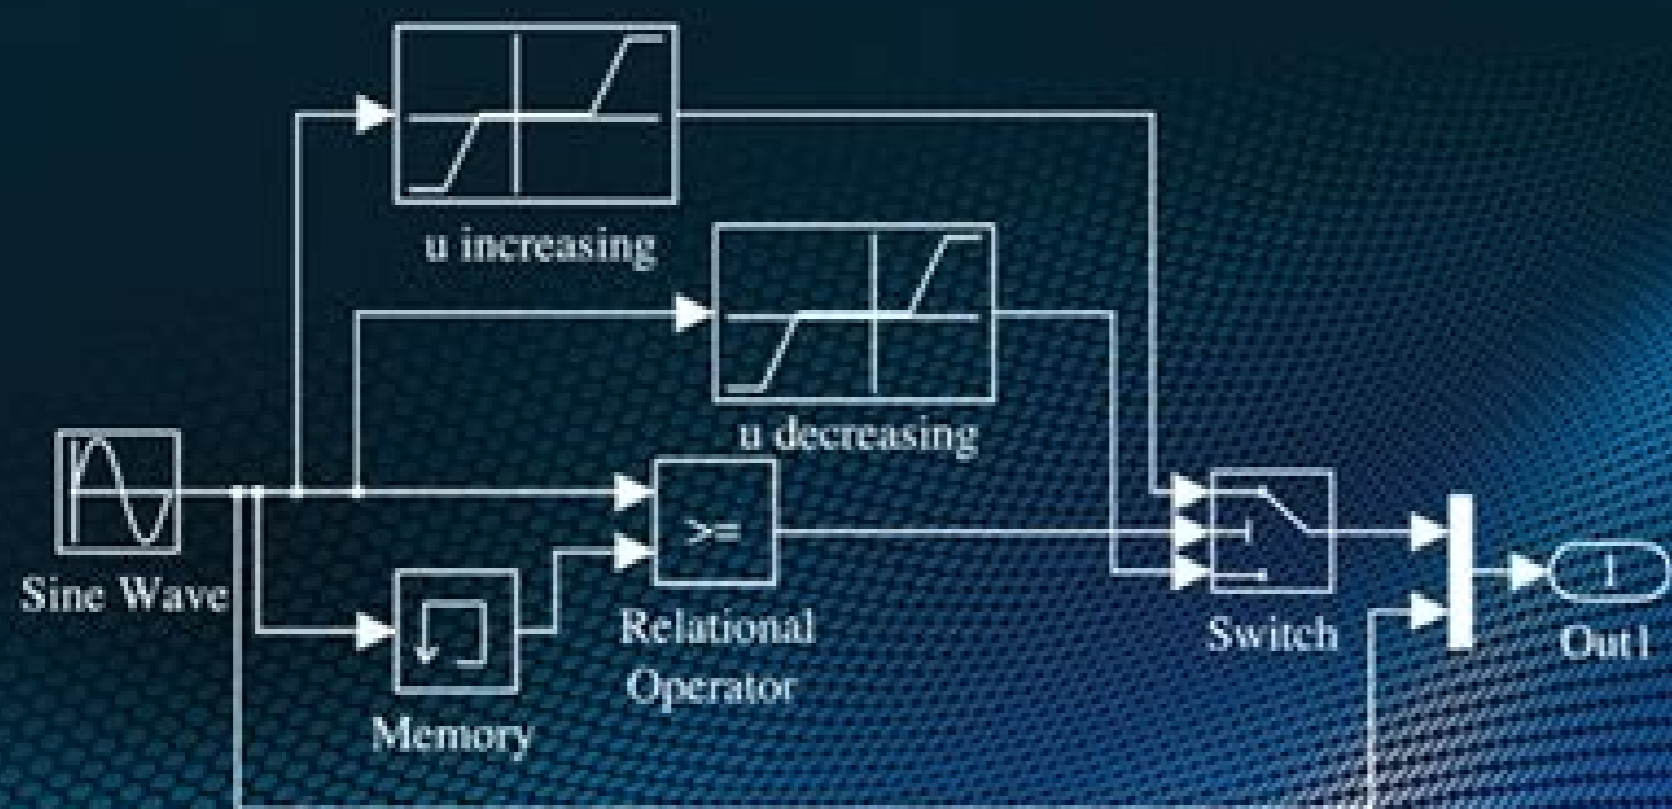 u increasing
u decreasing
Sine Wave
>=
Relational
Operator
Memory
Switch
1
Out1